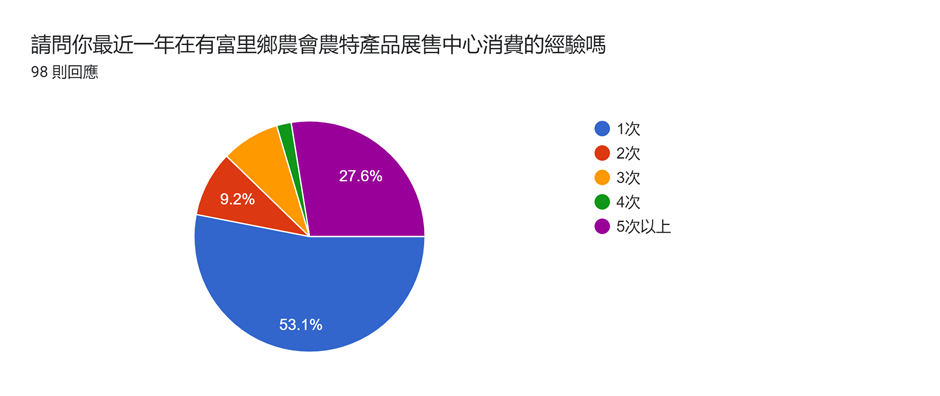 請問你最近一年在有富里鄉農會農特產品展售中心消費的經驗嗎
98 則回應
1次
2次
3次
4次
5次以上
27.6%
9.2%
53.1%